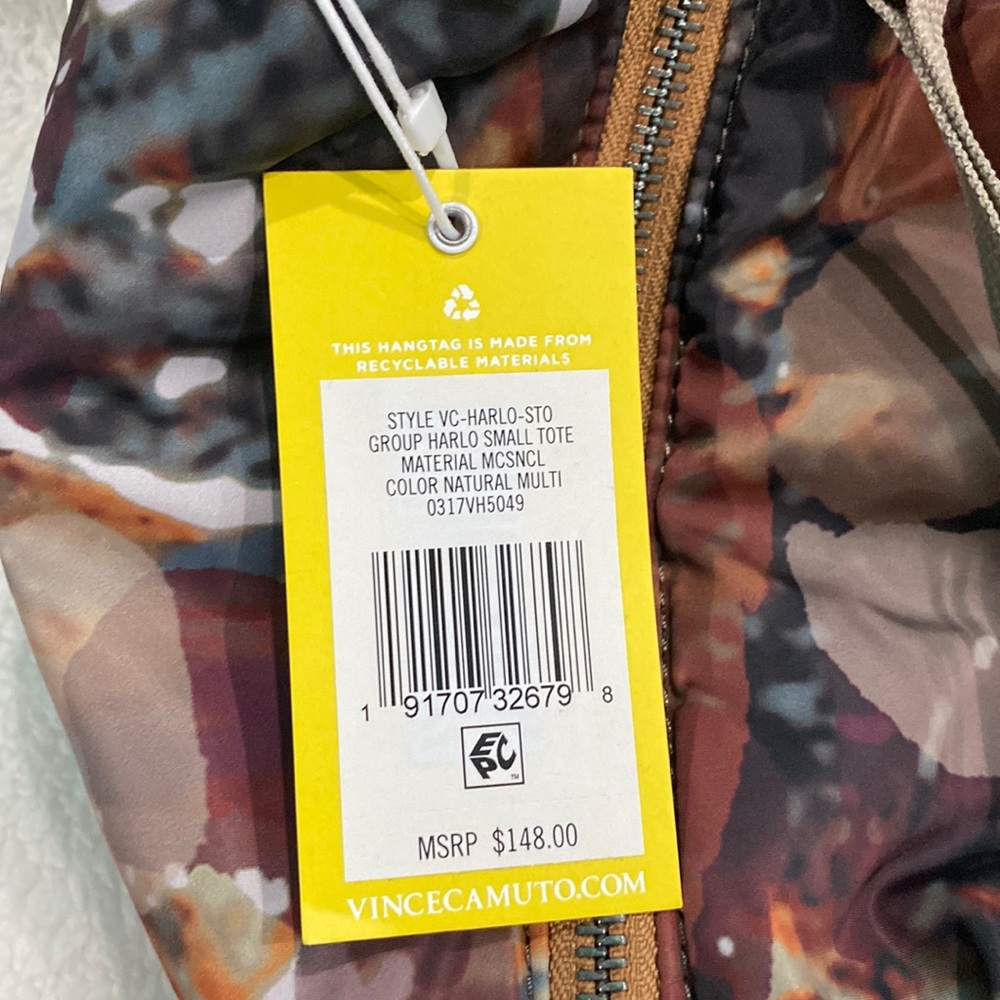 THIS HANGTAG IS MADE FROM
RECYCLABLE MATERIALS
STYLE VC-HARLO-STO
GROUP HARLO SMALL TOTE
MATERIAL MCSNCL
COLOR NATURAL MULTI
0317VH5049
1 91707 32679 8
EPC™
MSRP $148.00
VINCECAMUTO.COM